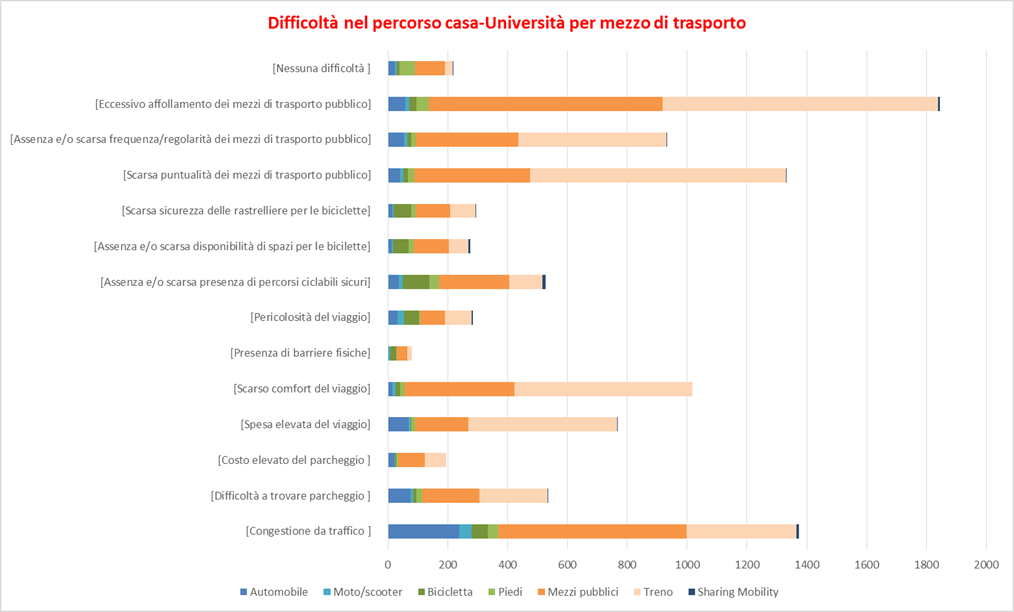 Difficoltà nel percorso casa-Università per mezzo di trasporto
[Nessuna difficoltà ]
[Eccessivo affollamento dei mezzi di trasporto pubblico]
[Assenza e/o scarsa frequenza/regolarità dei mezzi di trasporto pubblico]
[Scarsa puntualità dei mezzi di trasporto pubblico]
[Scarsa sicurezza delle rastrelliere per le biciclette]
[Assenza e/o scarsa disponibilità di spazi per le bicilette]
[Assenza e/o scarsa presenza di percorsi ciclabili sicuri]
[Pericolosità del viaggio]
[Presenza di barriere fisiche]
[Scarso comfort del viaggio]
[Spesa elevata del viaggio]
[Costo elevato del parcheggio ]
[Difficoltà a trovare parcheggio ]
[Congestione da traffico ]
0 200 400 600 800 1000 1200 1400 1600 1800 2000
Automobile Moto/scooter Bicicletta Piedi Mezzi pubblici Treno Sharing Mobility